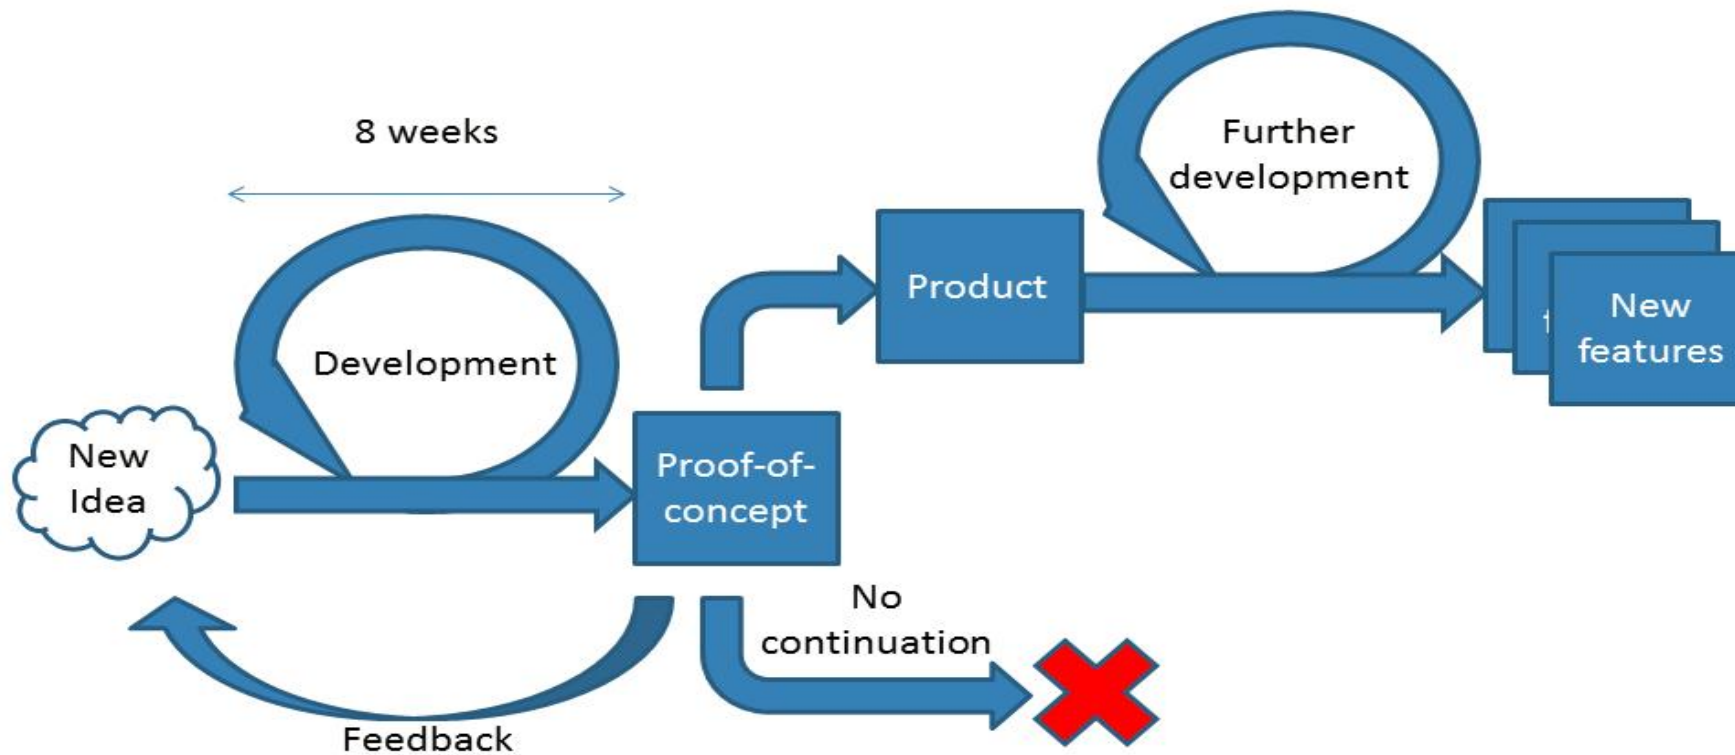 8 weeks
Further
development
Development
Product
New
features
New
Idea
Proof-of-
concept
No
continuation
Feedback